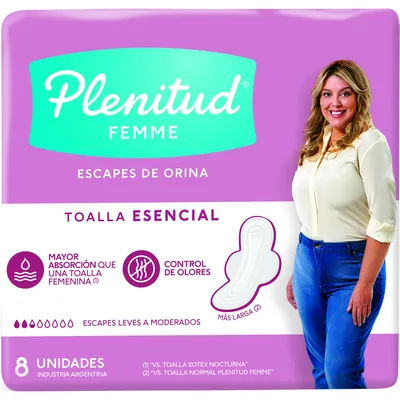 Plenitud®
FEMME
ESCAPES DE ORINA
TOALLA ESENCIAL
MAYOR
ABSORCIÓN QUE
UNA TOALLA
FEMENINA (1)
CONTROL
DE OLORES
MÁS LARGA (2)
ESCAPES LEVES A MODERADOS
8 UNIDADES
INDUSTRIA ARGENTINA
(1) "VS. TOALLA KOTEX NOCTURNA"
(2) "VS. TOALLA NORMAL PLENITUD FEMME"